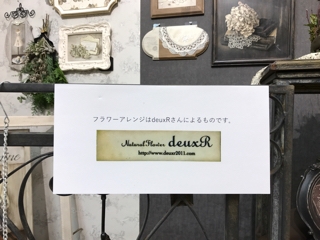 フラワーアレンジはdeuxRさんによるものです。
Natural Flower deuxR
http://www.deuxr2011.com